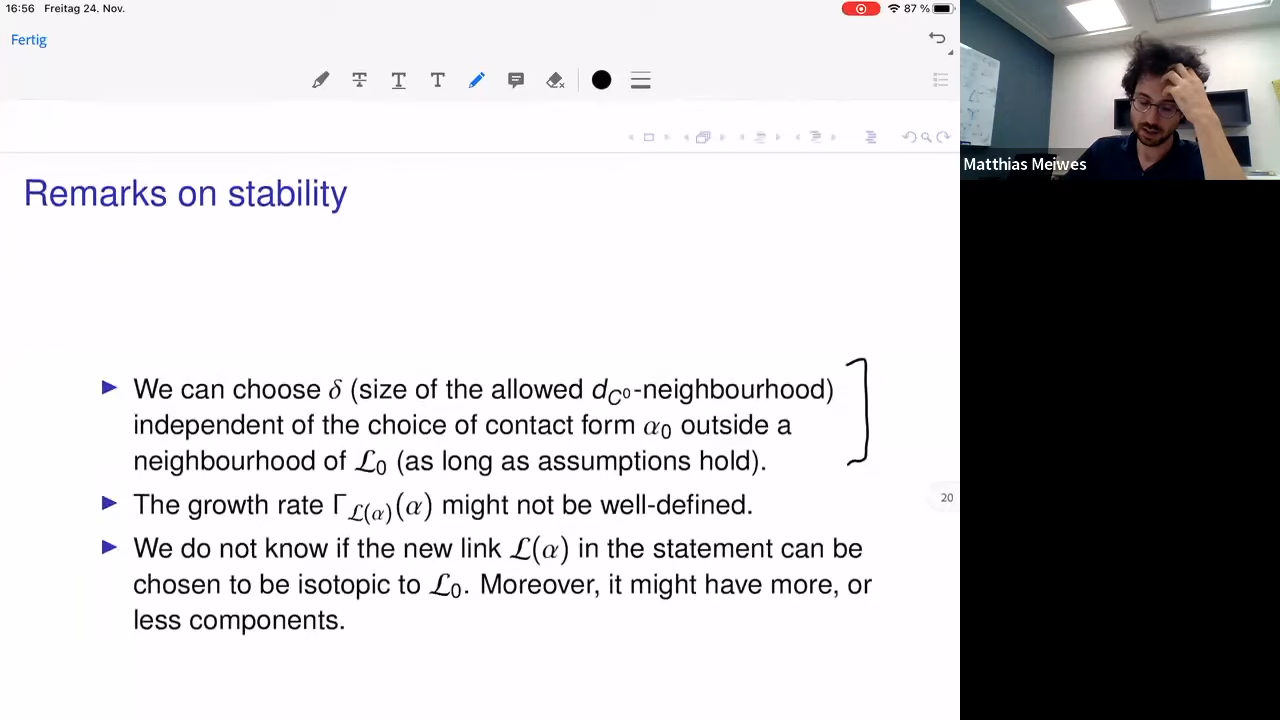 16:56 Freitag 24. Nov.
87 %
Fertig
Matthias Meiwes
Remarks on stability
We can choose δ (size of the allowed d_{C^0}-neighbourhood)
independent of the choice of contact form α₀ outside a
neighbourhood of ℒ₀ (as long as assumptions hold).
The growth rate Γ_{ℒ(α)}(α) might not be well-defined.
20
We do not know if the new link ℒ(α) in the statement can be
chosen to be isotopic to ℒ₀. Moreover, it might have more, or
less components.